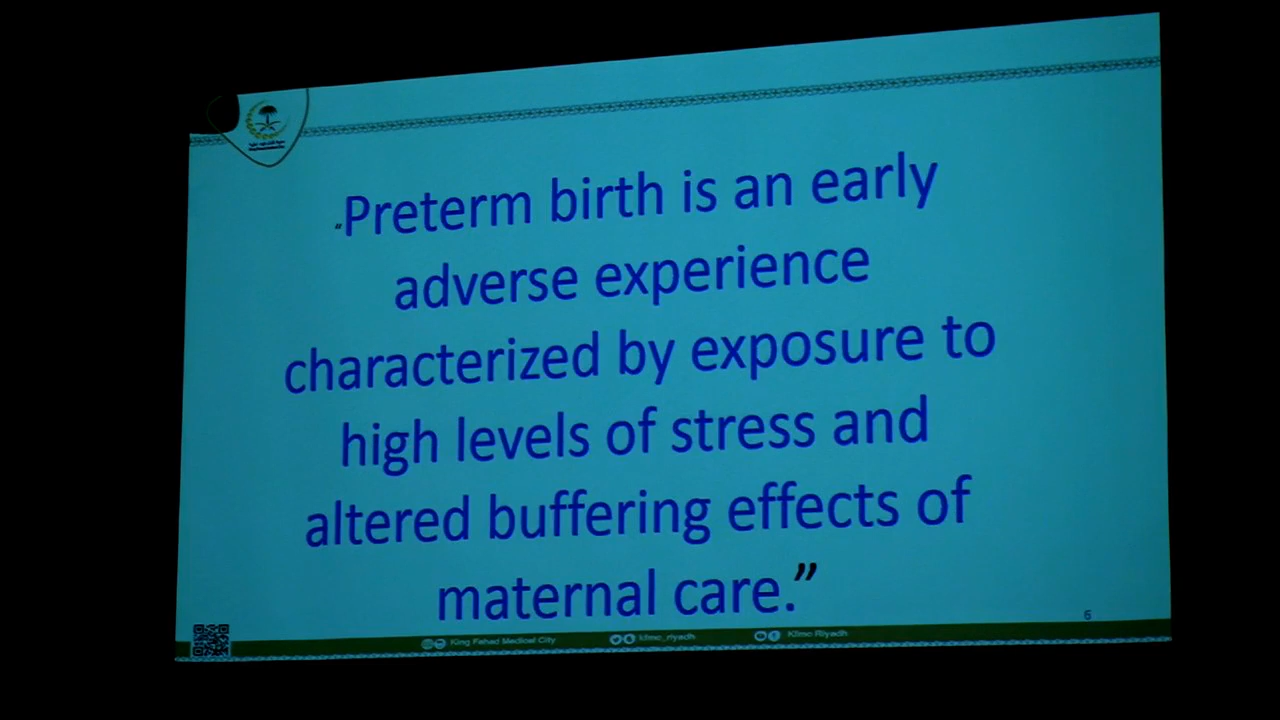 "Preterm birth is an early
adverse experience
characterized by exposure to
high levels of stress and
altered buffering effects of
maternal care.”
6
King Fahad Medical City
kfmc_riyadh
Kfmc Riyadh